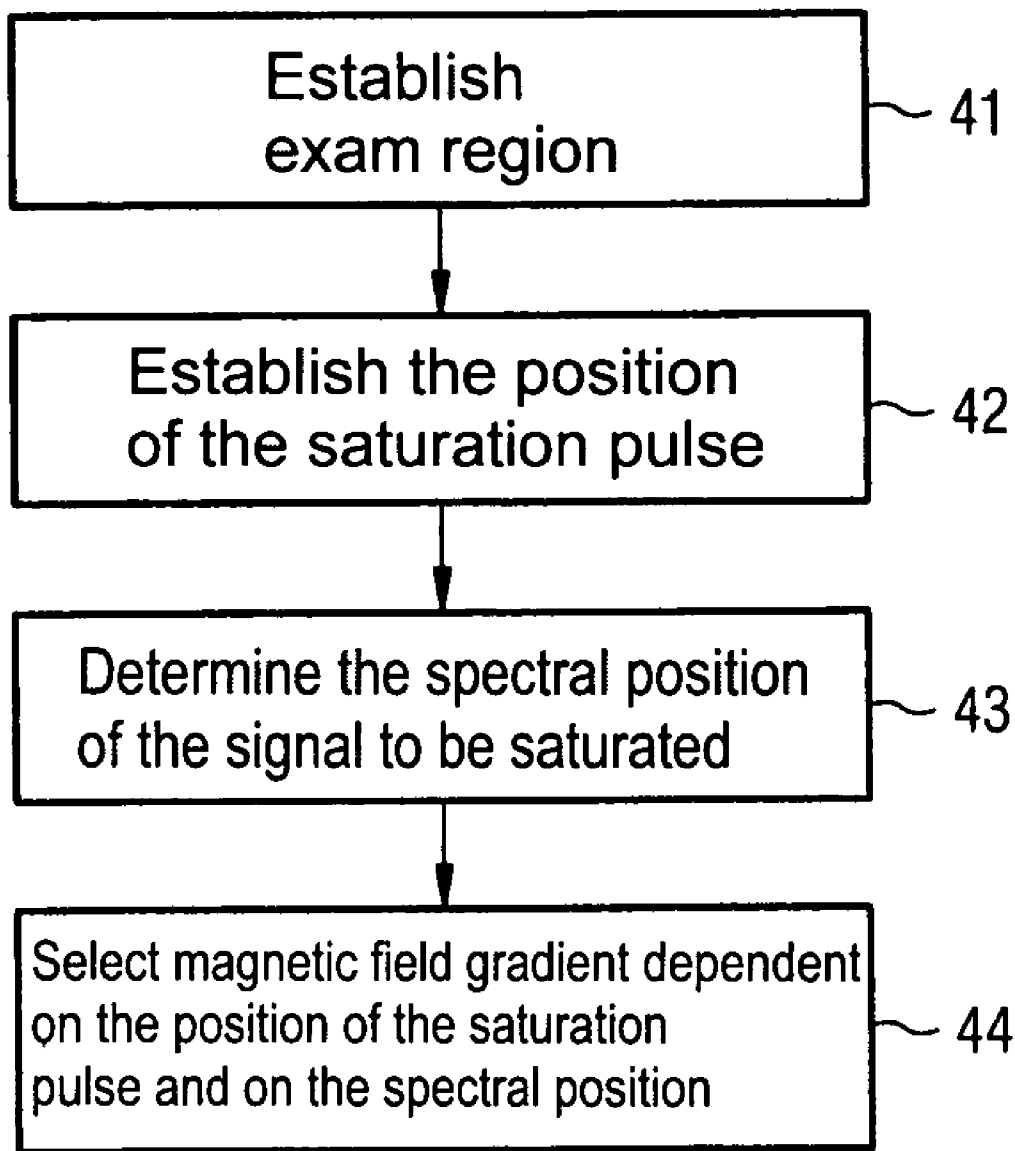 Establish
exam region
41
Establish the position
of the saturation pulse
42
Determine the spectral position
of the signal to be saturated
43
Select magnetic field gradient dependent
on the position of the saturation
pulse and on the spectral position
44